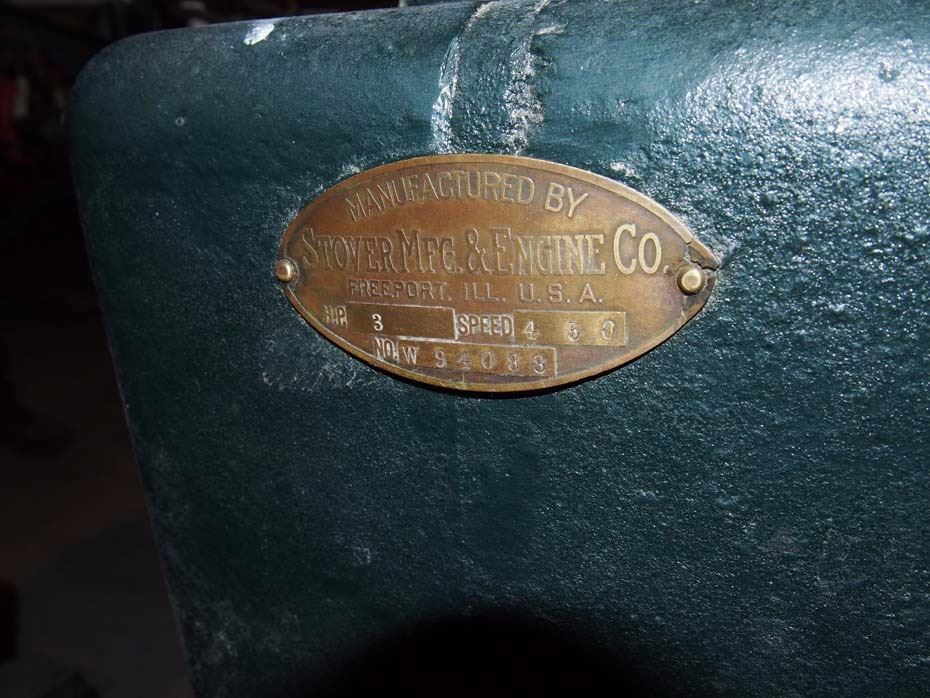 MANUFACTURED BY
STOVER MFG. & ENGINE CO
FREEPORT, ILL. U.S.A.
H.P. 3 SPEED 450
NO. W 94088